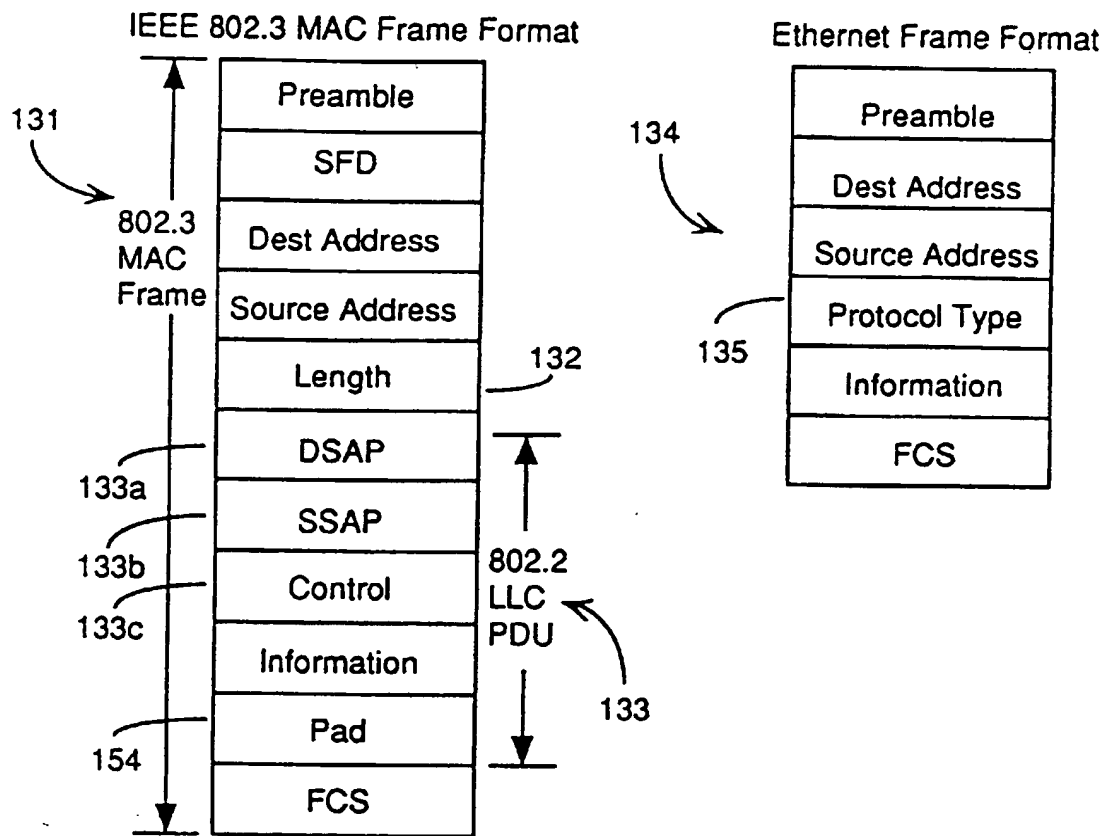 IEEE 802.3 MAC Frame Format
Preamble
SFD
Dest Address
Source Address
Length
DSAP
SSAP
Control
Information
Pad
FCS
131
802.3
MAC
Frame
132
133a
133b
133c
154
802.2
LLC
PDU
133
Ethernet Frame Format
Preamble
Dest Address
Source Address
Protocol Type
Information
FCS
134
135